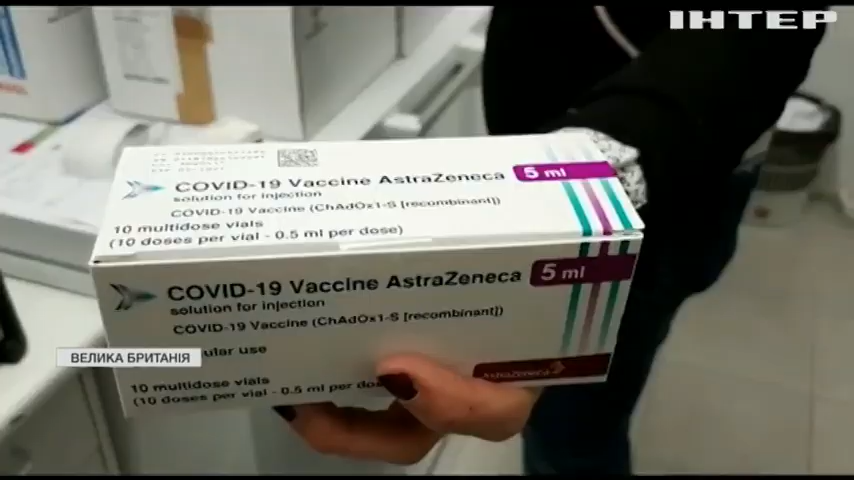 ІНТЕР
COVID-19 Vaccine AstraZeneca 5 ml
solution for injection
COVID-19 Vaccine (ChAdOx1-S [recombinant])
10 multidose vials
(10 doses per vial - 0.5 ml per dose)
COVID-19 Vaccine AstraZeneca 5 ml
solution for injection
COVID-19 Vaccine (ChAdOx1-S [recombinant])
ВЕЛИКА БРИТАНІЯ
ular use
10 multidose vials
(10 doses per vial - 0.5 ml per dos
AstraZeneca